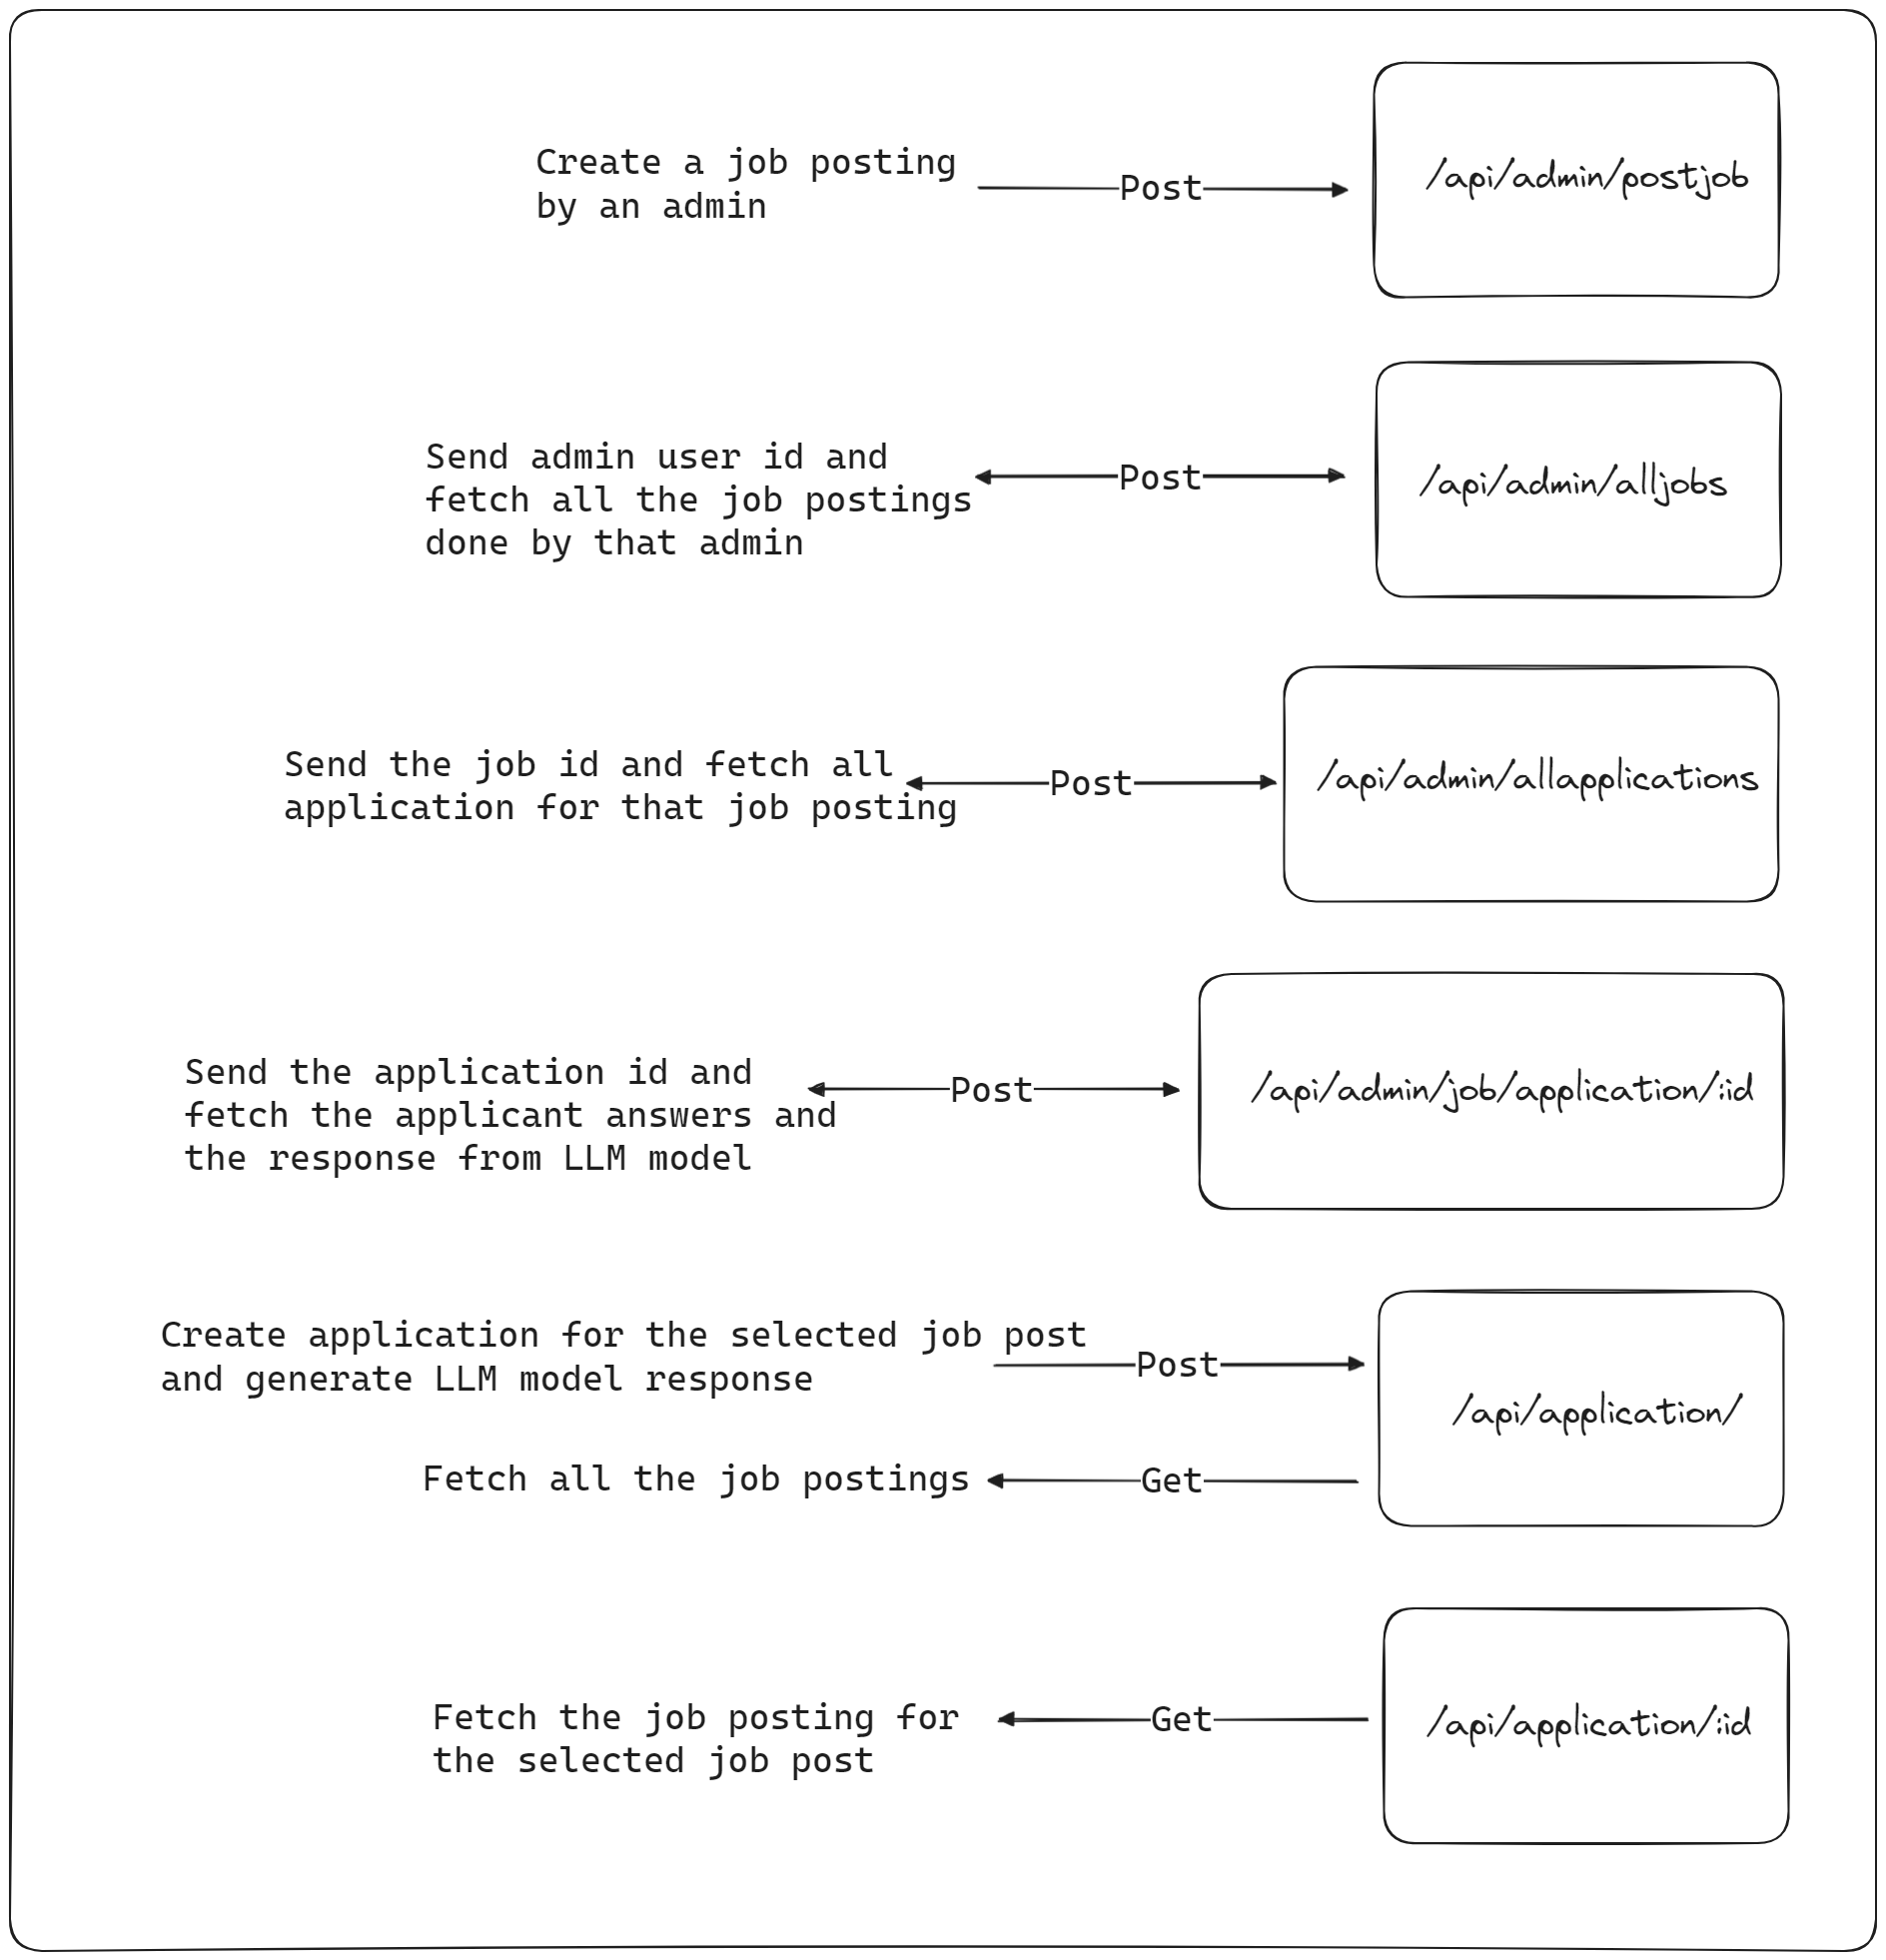 Create a job posting
by an admin
Post
/api/admin/postjob
Send admin user id and
fetch all the job postings
done by that admin
Post
/api/admin/alljobs
Send the job id and fetch all
application for that job posting
Post
/api/admin/allapplications
Send the application id and
fetch the applicant answers and
the response from LLM model
Post
/api/admin/job/application/:id
Create application for the selected job post
and generate LLM model response
Post
/api/application/
Fetch all the job postings
Get
Fetch the job posting for
the selected job post
Get
/api/application/:id